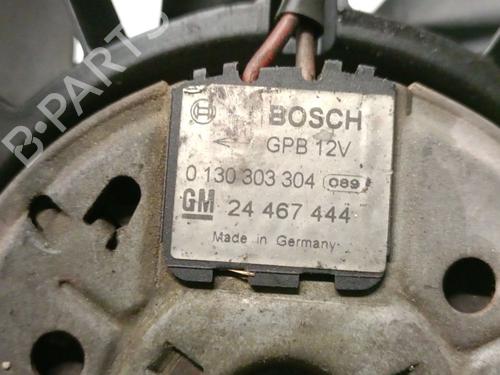 BOSCH
GPB 12V
0 130 303 304 089
GM 24 467 444
Made in Germany
B-PARTS